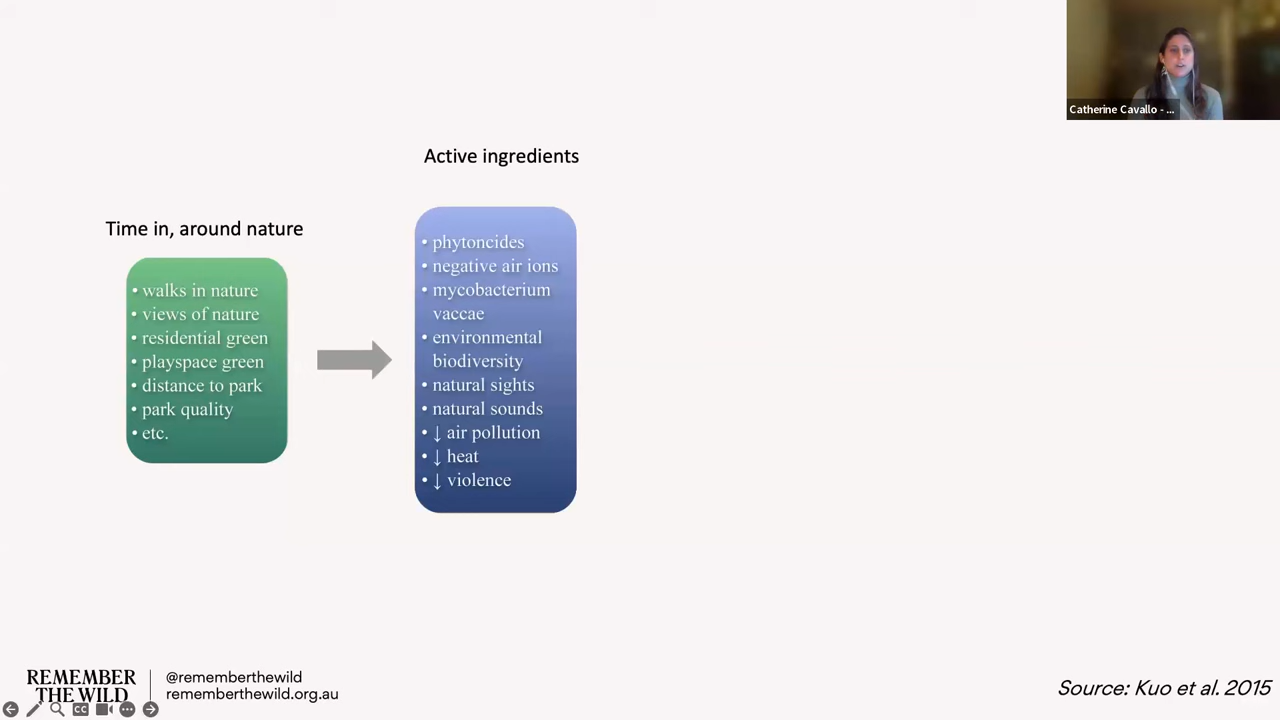 Catherine Cavallo - ...
Active ingredients
Time in, around nature
• walks in nature
• views of nature
• residential green
• playspace green
• distance to park
• park quality
• etc.
• phytoncides
• negative air ions
• mycobacterium
vaccae
• environmental
biodiversity
• natural sights
• natural sounds
• ↓ air pollution
• ↓ heat
• ↓ violence
REMEMBER
THE WILD
@rememberthewild
rememberthewild.org.au
Source: Kuo et al. 2015
CC